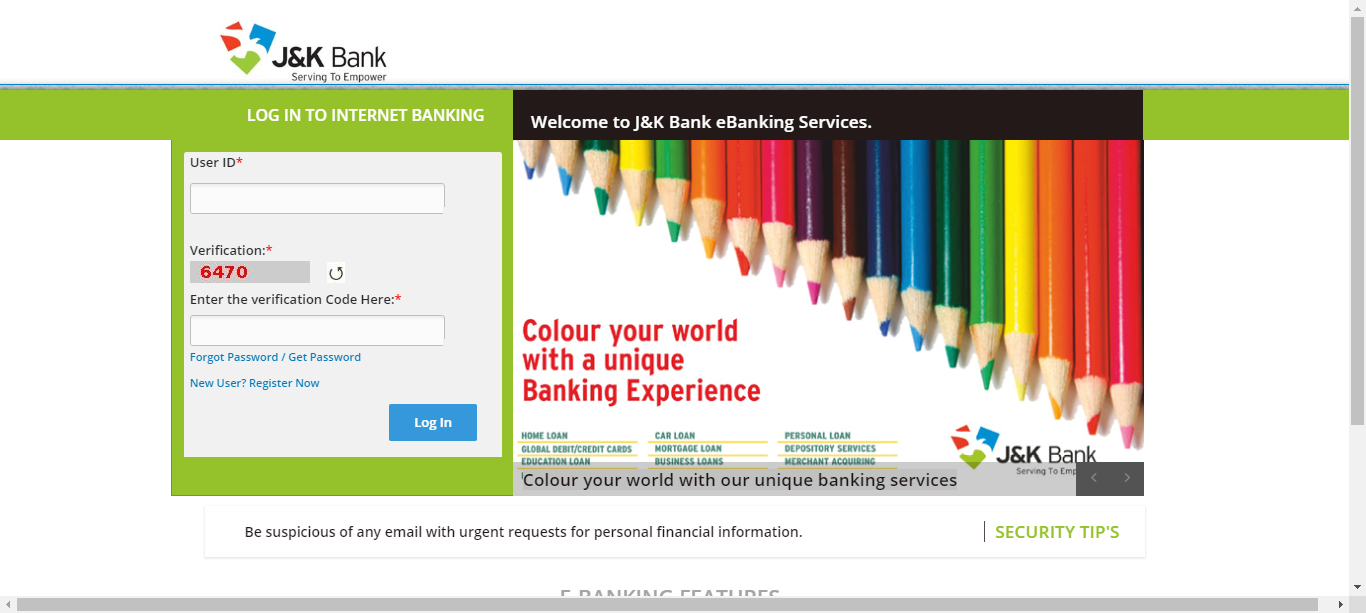 J&K Bank
Serving To Empower
LOG IN TO INTERNET BANKING
Welcome to J&K Bank eBanking Services.
User ID*
Verification:*
6470
Enter the verification Code Here:*
Forgot Password / Get Password
New User? Register Now
Log In
Colour your world
with a unique
Banking Experience
HOME LOAN CAR LOAN PERSONAL LOAN
GLOBAL DEBIT/CREDIT CARDS MORTGAGE LOAN DEPOSITORY SERVICES
EDUCATION LOAN BUSINESS LOANS MERCHANT ACQUIRING
J&K Bank
Serving To
Colour your world with our unique banking services
Be suspicious of any email with urgent requests for personal financial information.
SECURITY TIP'S
E-BANKING FEATURES